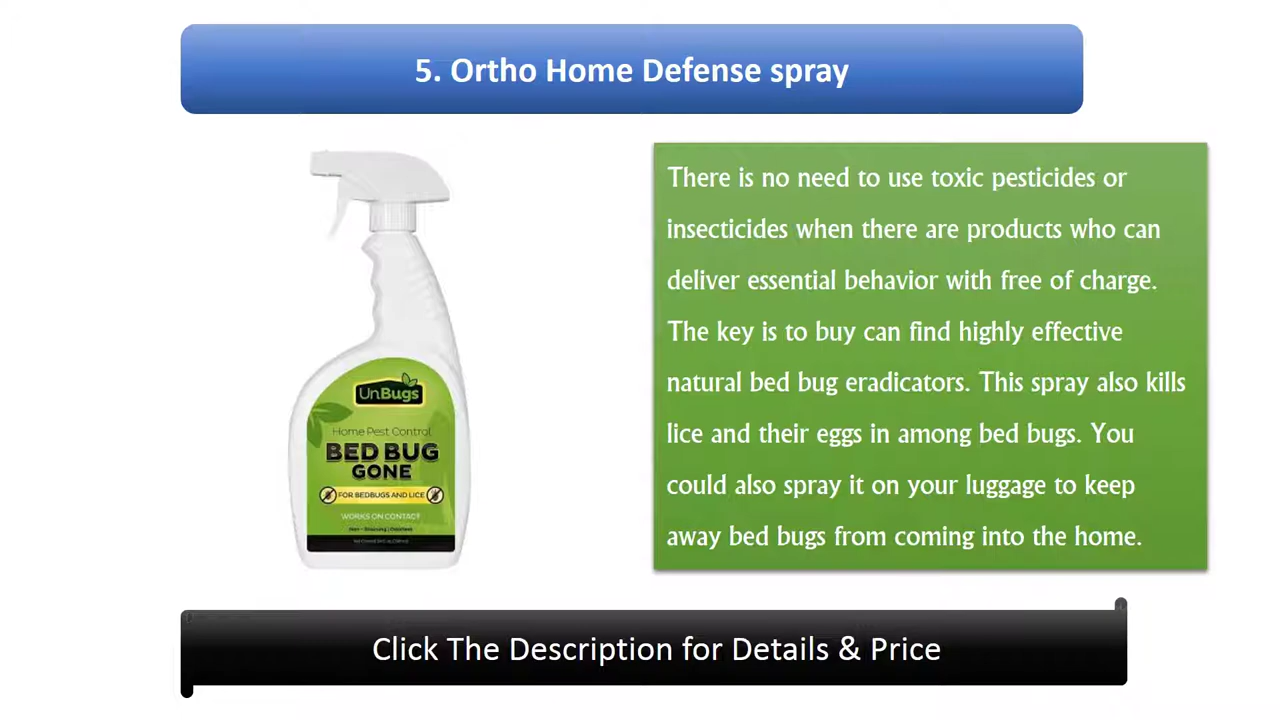 5. Ortho Home Defense spray
There is no need to use toxic pesticides or
insecticides when there are products who can
deliver essential behavior with free of charge.
The key is to buy can find highly effective
natural bed bug eradicators. This spray also kills
lice and their eggs in among bed bugs. You
could also spray it on your luggage to keep
away bed bugs from coming into the home.
UnBugs
Home Pest Control
BED BUG
GONE
FOR BEDBUGS AND LICE
WORKS ON CONTACT
Click The Description for Details & Price